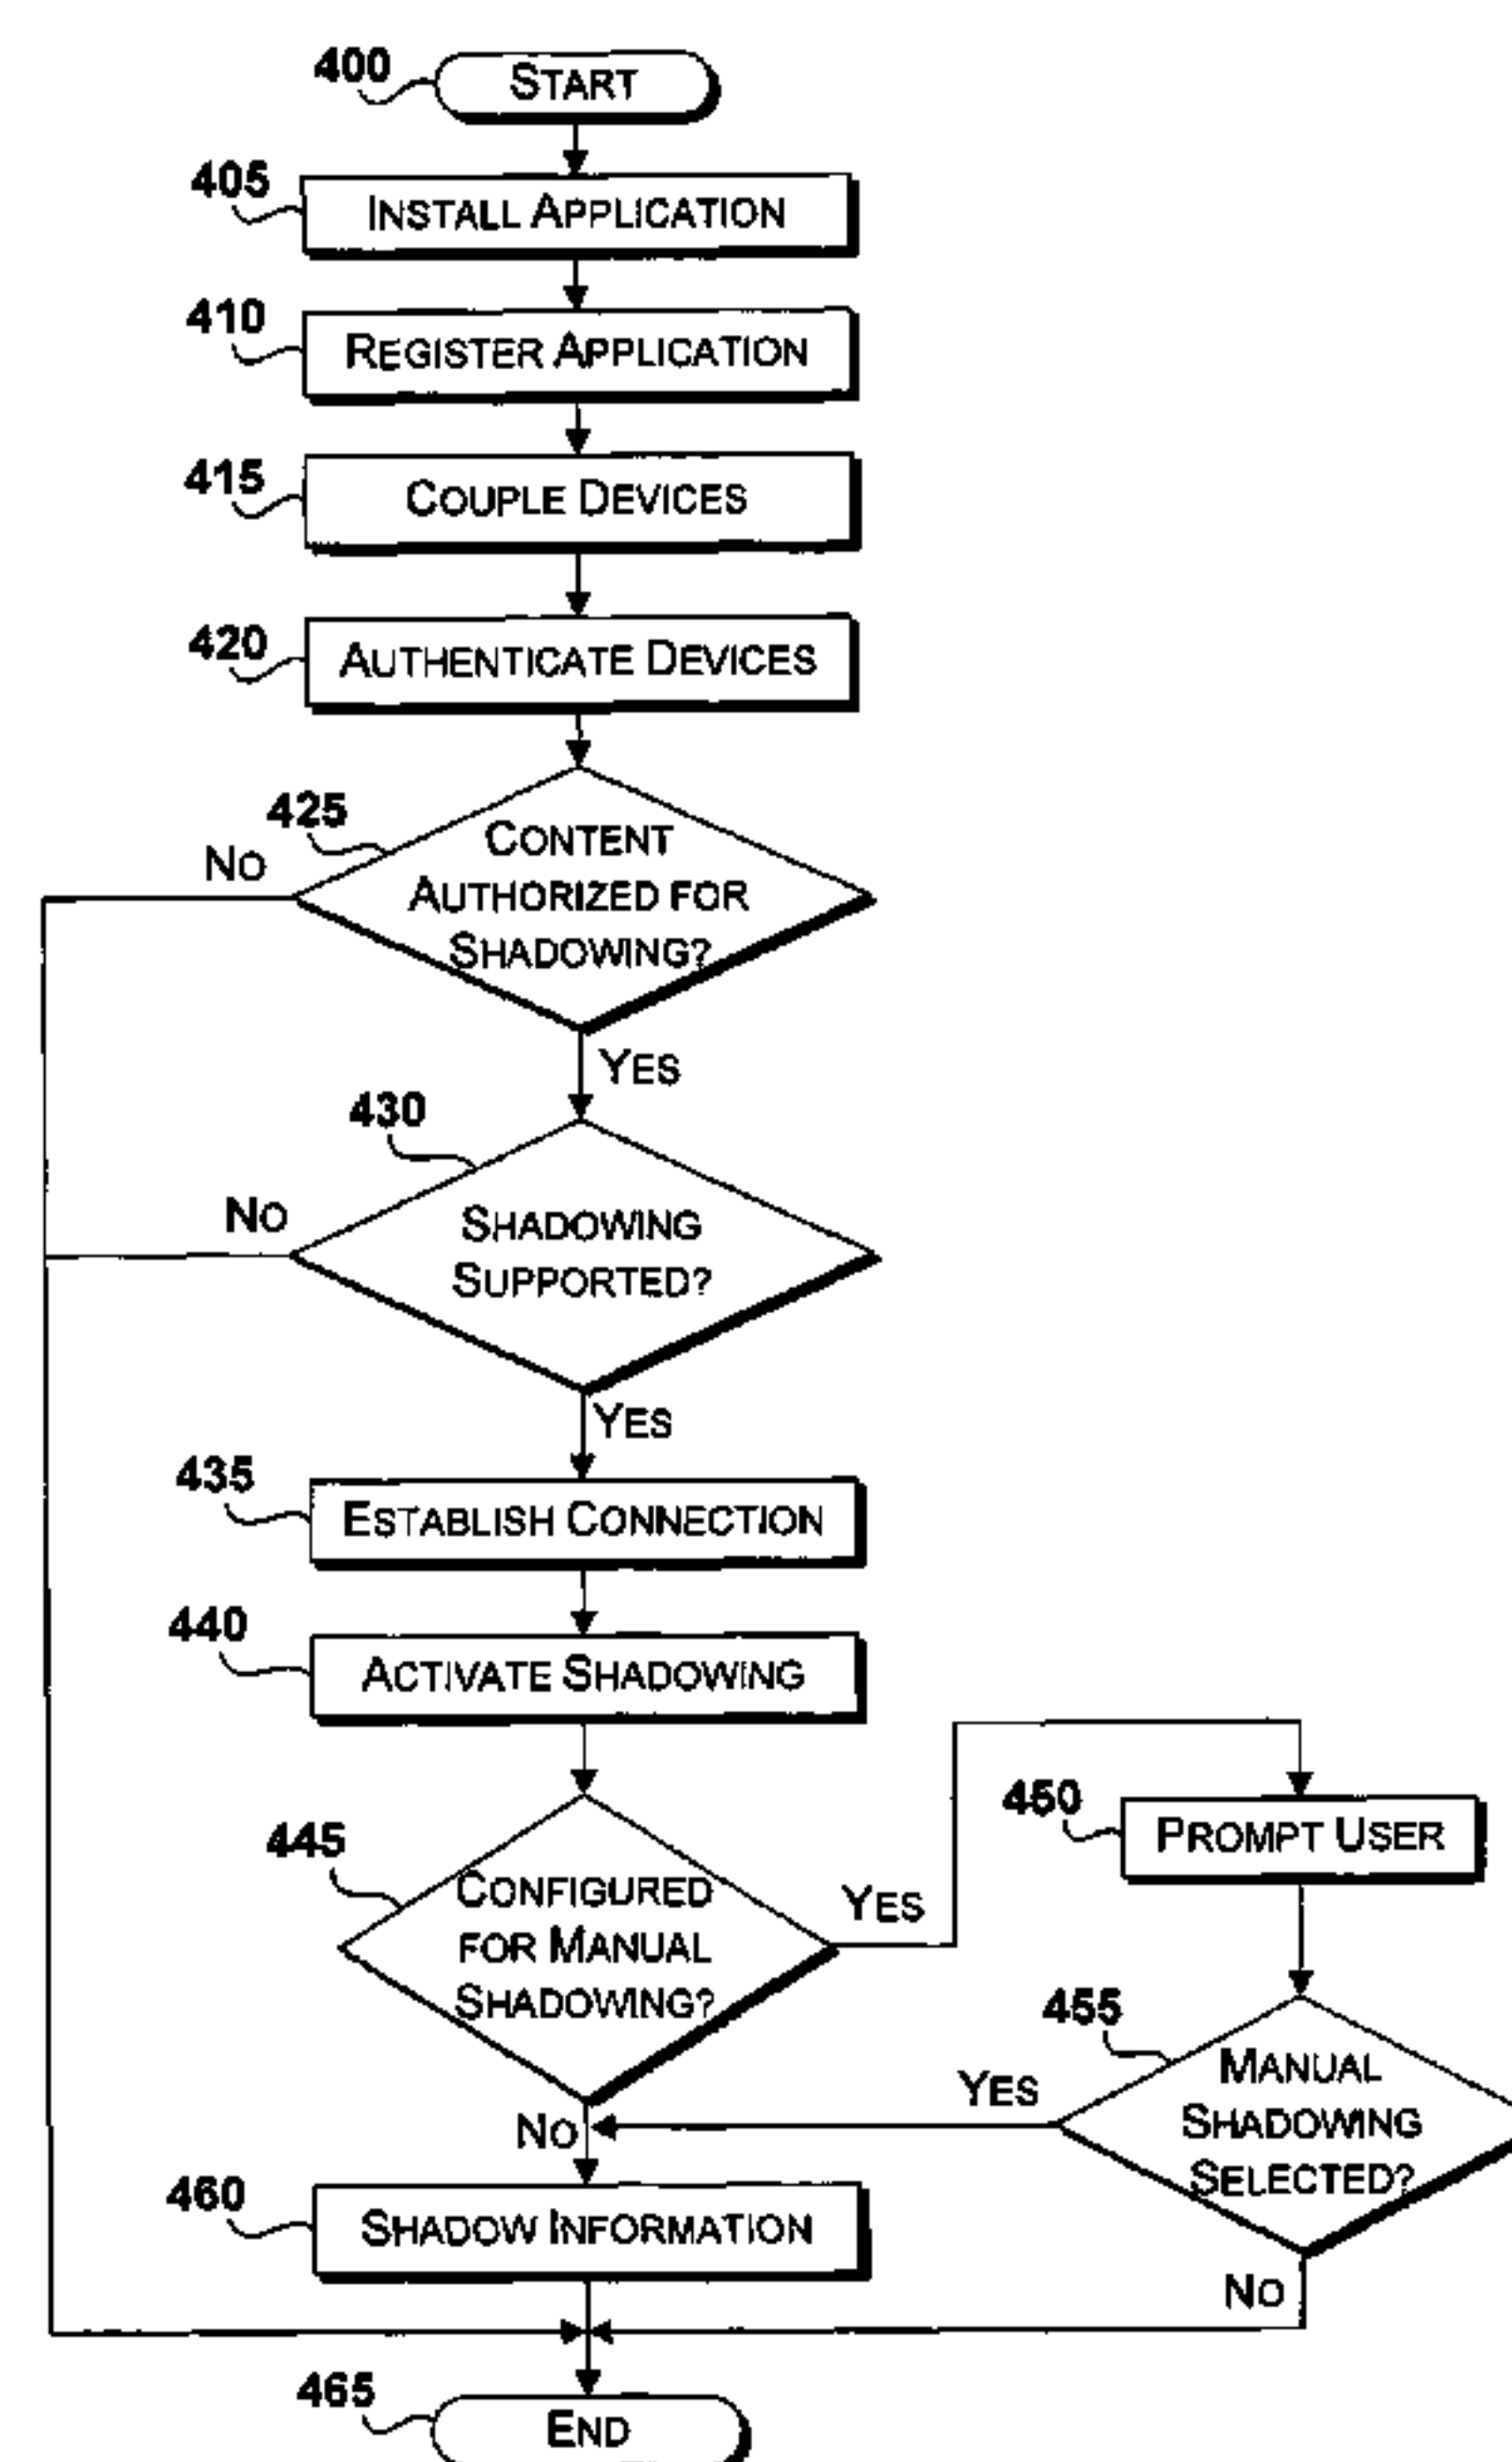 400
START
405
INSTALL APPLICATION
410
REGISTER APPLICATION
415
COUPLE DEVICES
420
AUTHENTICATE DEVICES
425
NO
CONTENT
AUTHORIZED FOR
SHADOWING?
YES
430
NO
SHADOWING
SUPPORTED?
YES
435
ESTABLISH CONNECTION
440
ACTIVATE SHADOWING
445
CONFIGURED
FOR MANUAL
SHADOWING?
YES
450
PROMPT USER
455
MANUAL
SHADOWING
SELECTED?
YES
NO
460
SHADOW INFORMATION
NO
465
END